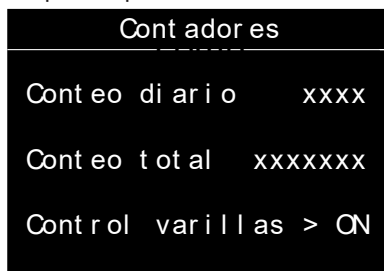 Contadores
Conteo diario xxxx
Conteo total xxxxxxx
Control varillas > ON